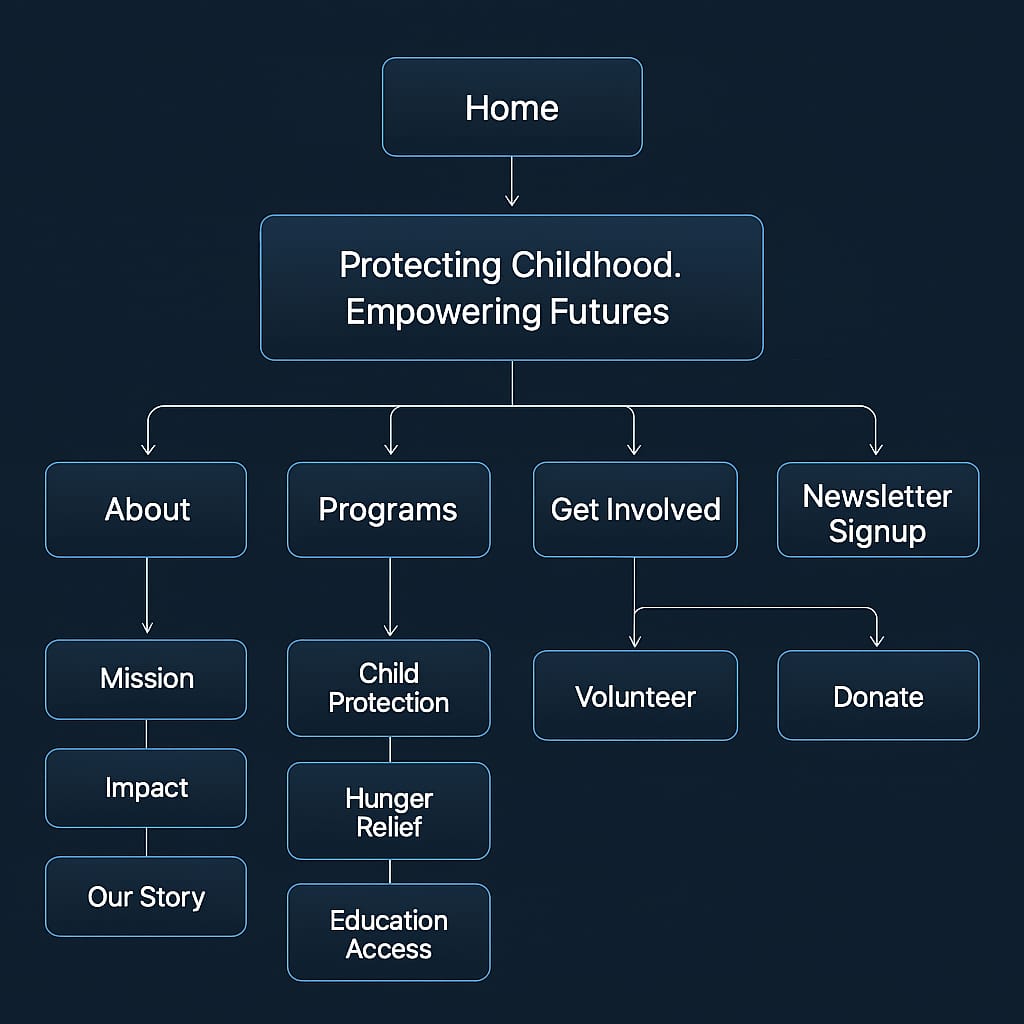 Home
Protecting Childhood.
Empowering Futures
About
Programs
Get Involved
Newsletter
Signup
Mission
Impact
Our Story
Child
Protection
Hunger
Relief
Education
Access
Volunteer
Donate